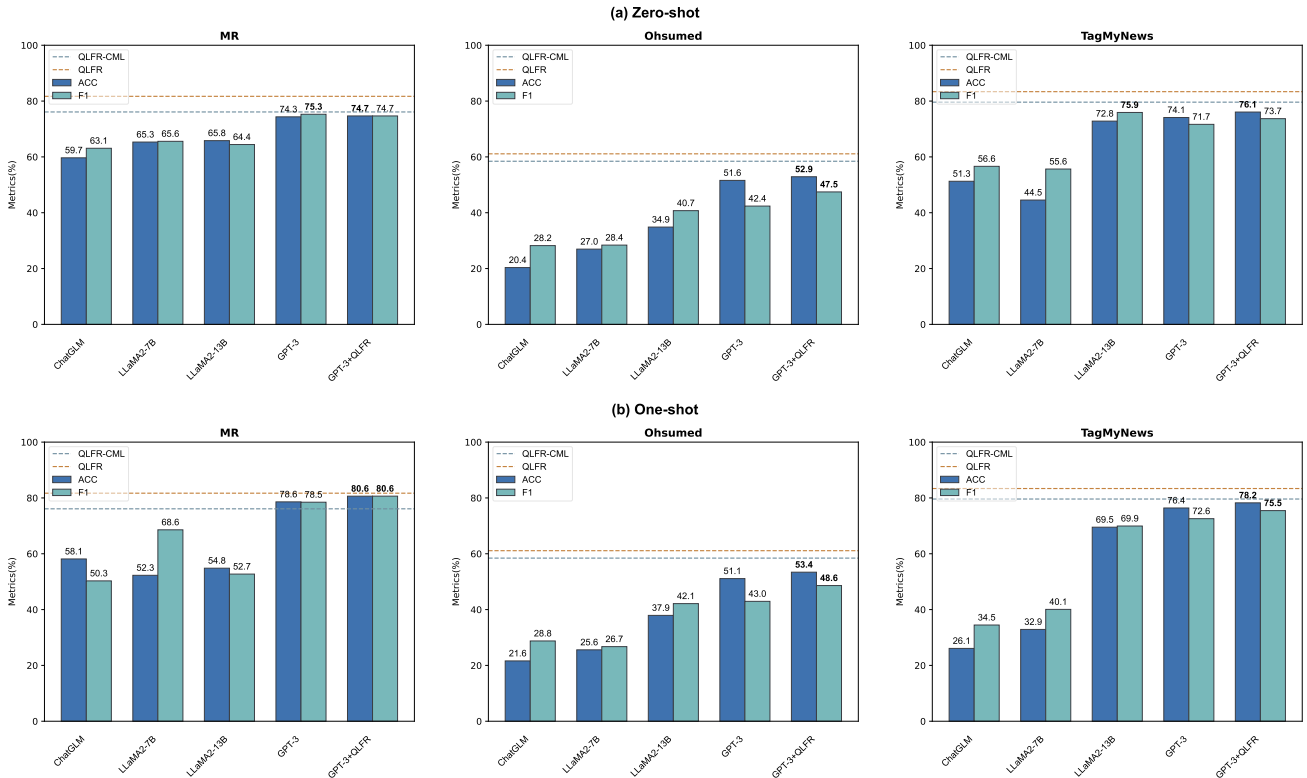 (a) Zero-shot
MR
Metrics(%)
100
80
60
40
20
0
QLFR-CML
QLFR
ACC
F1
59.7 63.1 65.3 65.6 65.8 64.4 74.3 75.3 74.7 74.7
ChatGLM LLaMA2-7B LLaMA2-13B GPT-3 GPT-3+QLFR
Ohsumed
Metrics(%)
100
80
60
40
20
0
QLFR-CML
QLFR
ACC
F1
20.4 28.2 27.0 28.4 34.9 40.7 51.6 42.4 52.9 47.5
ChatGLM LLaMA2-7B LLaMA2-13B GPT-3 GPT-3+QLFR
TagMyNews
Metrics(%)
100
80
60
40
20
0
QLFR-CML
QLFR
ACC
F1
51.3 56.6 44.5 55.6 72.8 75.9 74.1 71.7 76.1 73.7
ChatGLM LLaMA2-7B LLaMA2-13B GPT-3 GPT-3+QLFR
(b) One-shot
MR
Metrics(%)
100
80
60
40
20
0
QLFR-CML
QLFR
ACC
F1
58.1 50.3 52.3 68.6 54.8 52.7 78.6 78.5 80.6 80.6
ChatGLM LLaMA2-7B LLaMA2-13B GPT-3 GPT-3+QLFR
Ohsumed
Metrics(%)
100
80
60
40
20
0
QLFR-CML
QLFR
ACC
F1
21.6 28.8 25.6 26.7 37.9 42.1 51.1 43.0 53.4 48.6
ChatGLM LLaMA2-7B LLaMA2-13B GPT-3 GPT-3+QLFR
TagMyNews
Metrics(%)
100
80
60
40
20
0
QLFR-CML
QLFR
ACC
F1
26.1 34.5 32.9 40.1 69.5 69.9 76.4 72.6 78.2 75.5
ChatGLM LLaMA2-7B LLaMA2-13B GPT-3 GPT-3+QLFR